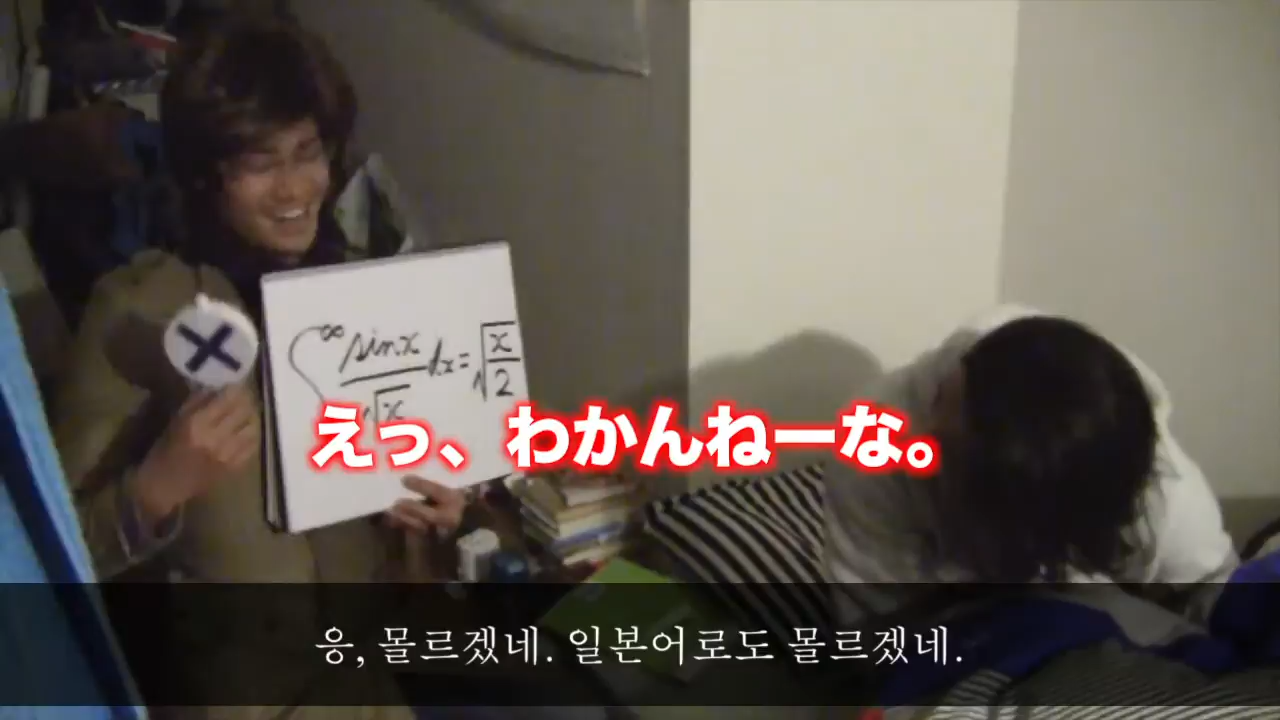 ∞ sinx/√x dx = √x/2
えっ、わかんねーな。
응, 몰르겠네. 일본어로도 몰르겠네.